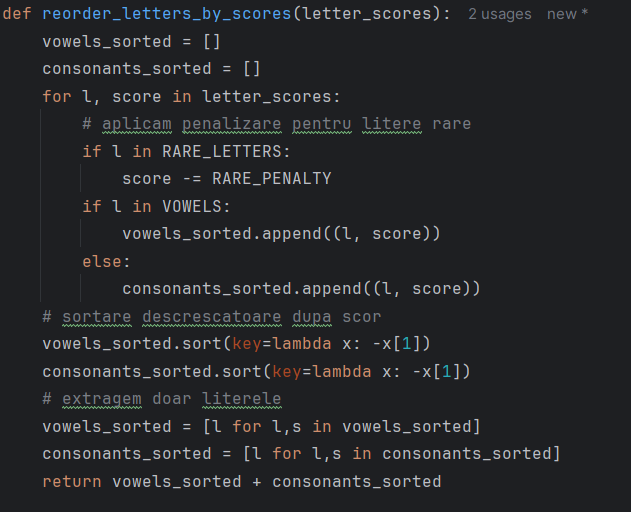 def reorder_letters_by_scores(letter_scores): 2 usages new *
    vowels_sorted = []
    consonants_sorted = []
    for l, score in letter_scores:
        # aplicam penalizare pentru litere rare
        if l in RARE_LETTERS:
            score -= RARE_PENALTY
        if l in VOWELS:
            vowels_sorted.append((l, score))
        else:
            consonants_sorted.append((l, score))
    # sortare descrescatoare dupa scor
    vowels_sorted.sort(key=lambda x: -x[1])
    consonants_sorted.sort(key=lambda x: -x[1])
    # extragem doar literele
    vowels_sorted = [l for l,s in vowels_sorted]
    consonants_sorted = [l for l,s in consonants_sorted]
    return vowels_sorted + consonants_sorted